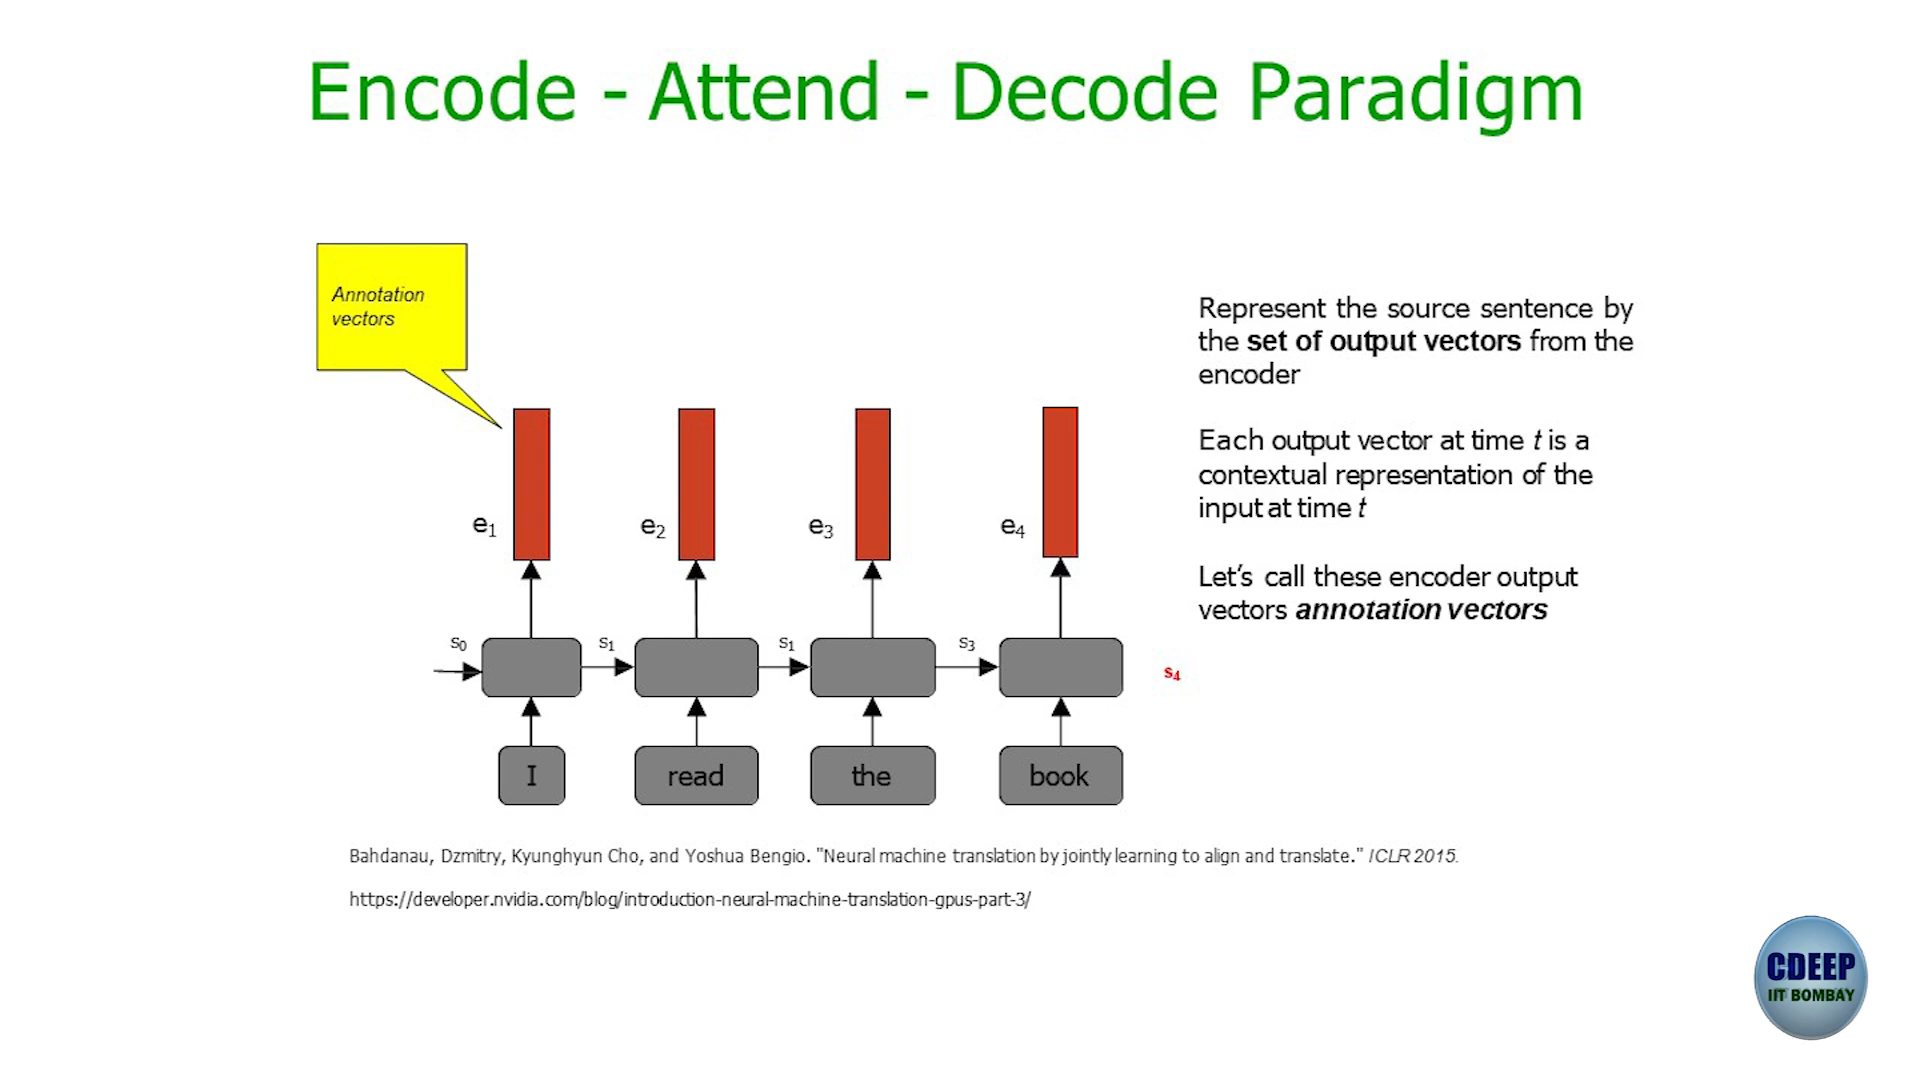 Encode - Attend - Decode Paradigm
Annotation
vectors
Represent the source sentence by
the set of output vectors from the
encoder
Each output vector at time t is a
contextual representation of the
input at time t
Let's call these encoder output
vectors annotation vectors
e1
e2
e3
e4
s0
s1
s1
s3
s4
I
read
the
book
Bahdanau, Dzmitry, Kyunghyun Cho, and Yoshua Bengio. "Neural machine translation by jointly learning to align and translate." ICLR 2015.
https://developer.nvidia.com/blog/introduction-neural-machine-translation-gpus-part-3/
CDEEP
IIT BOMBAY